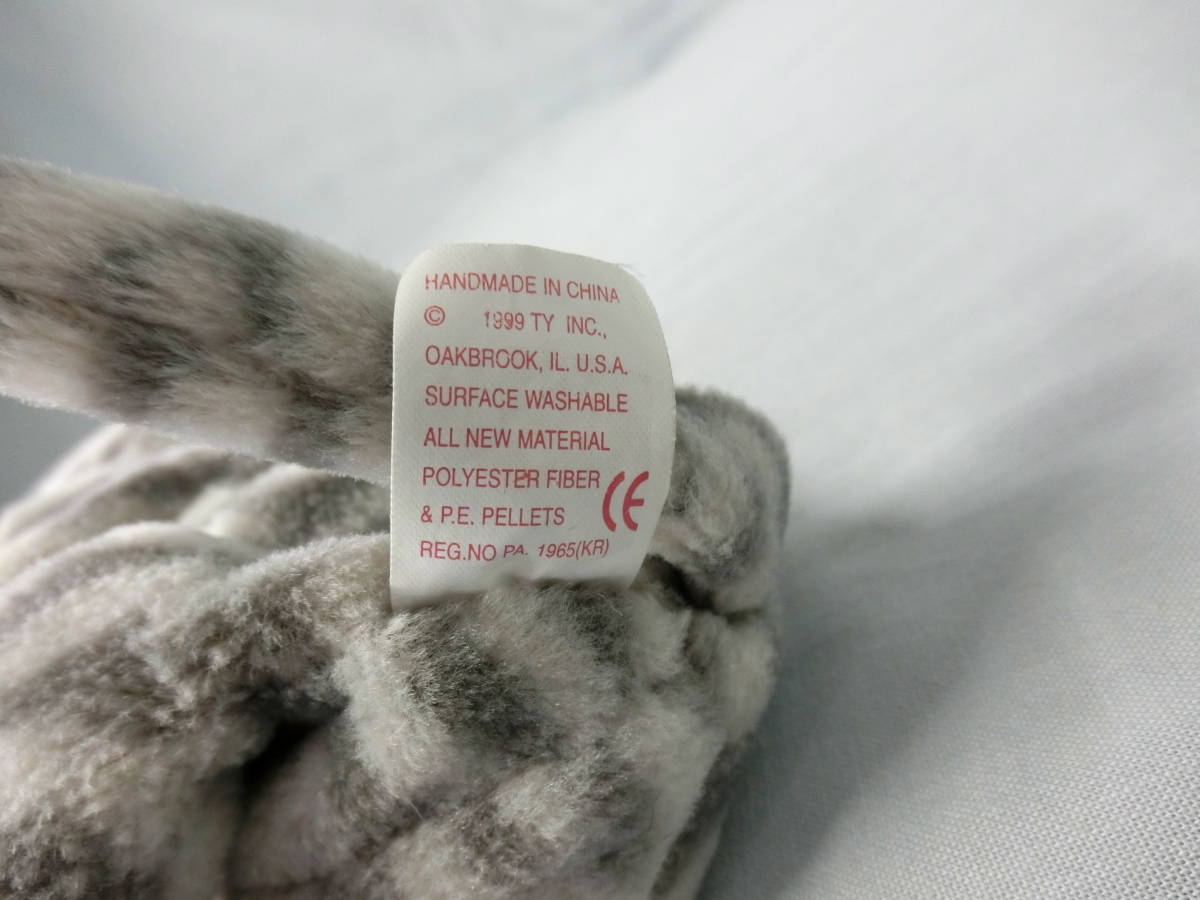 HANDMADE IN CHINA
© 1999 TY INC.,
OAKBROOK, IL. U.S.A.
SURFACE WASHABLE
ALL NEW MATERIAL
POLYESTER FIBER
& P.E. PELLETS CE
REG.NO PA. 1965(KR)